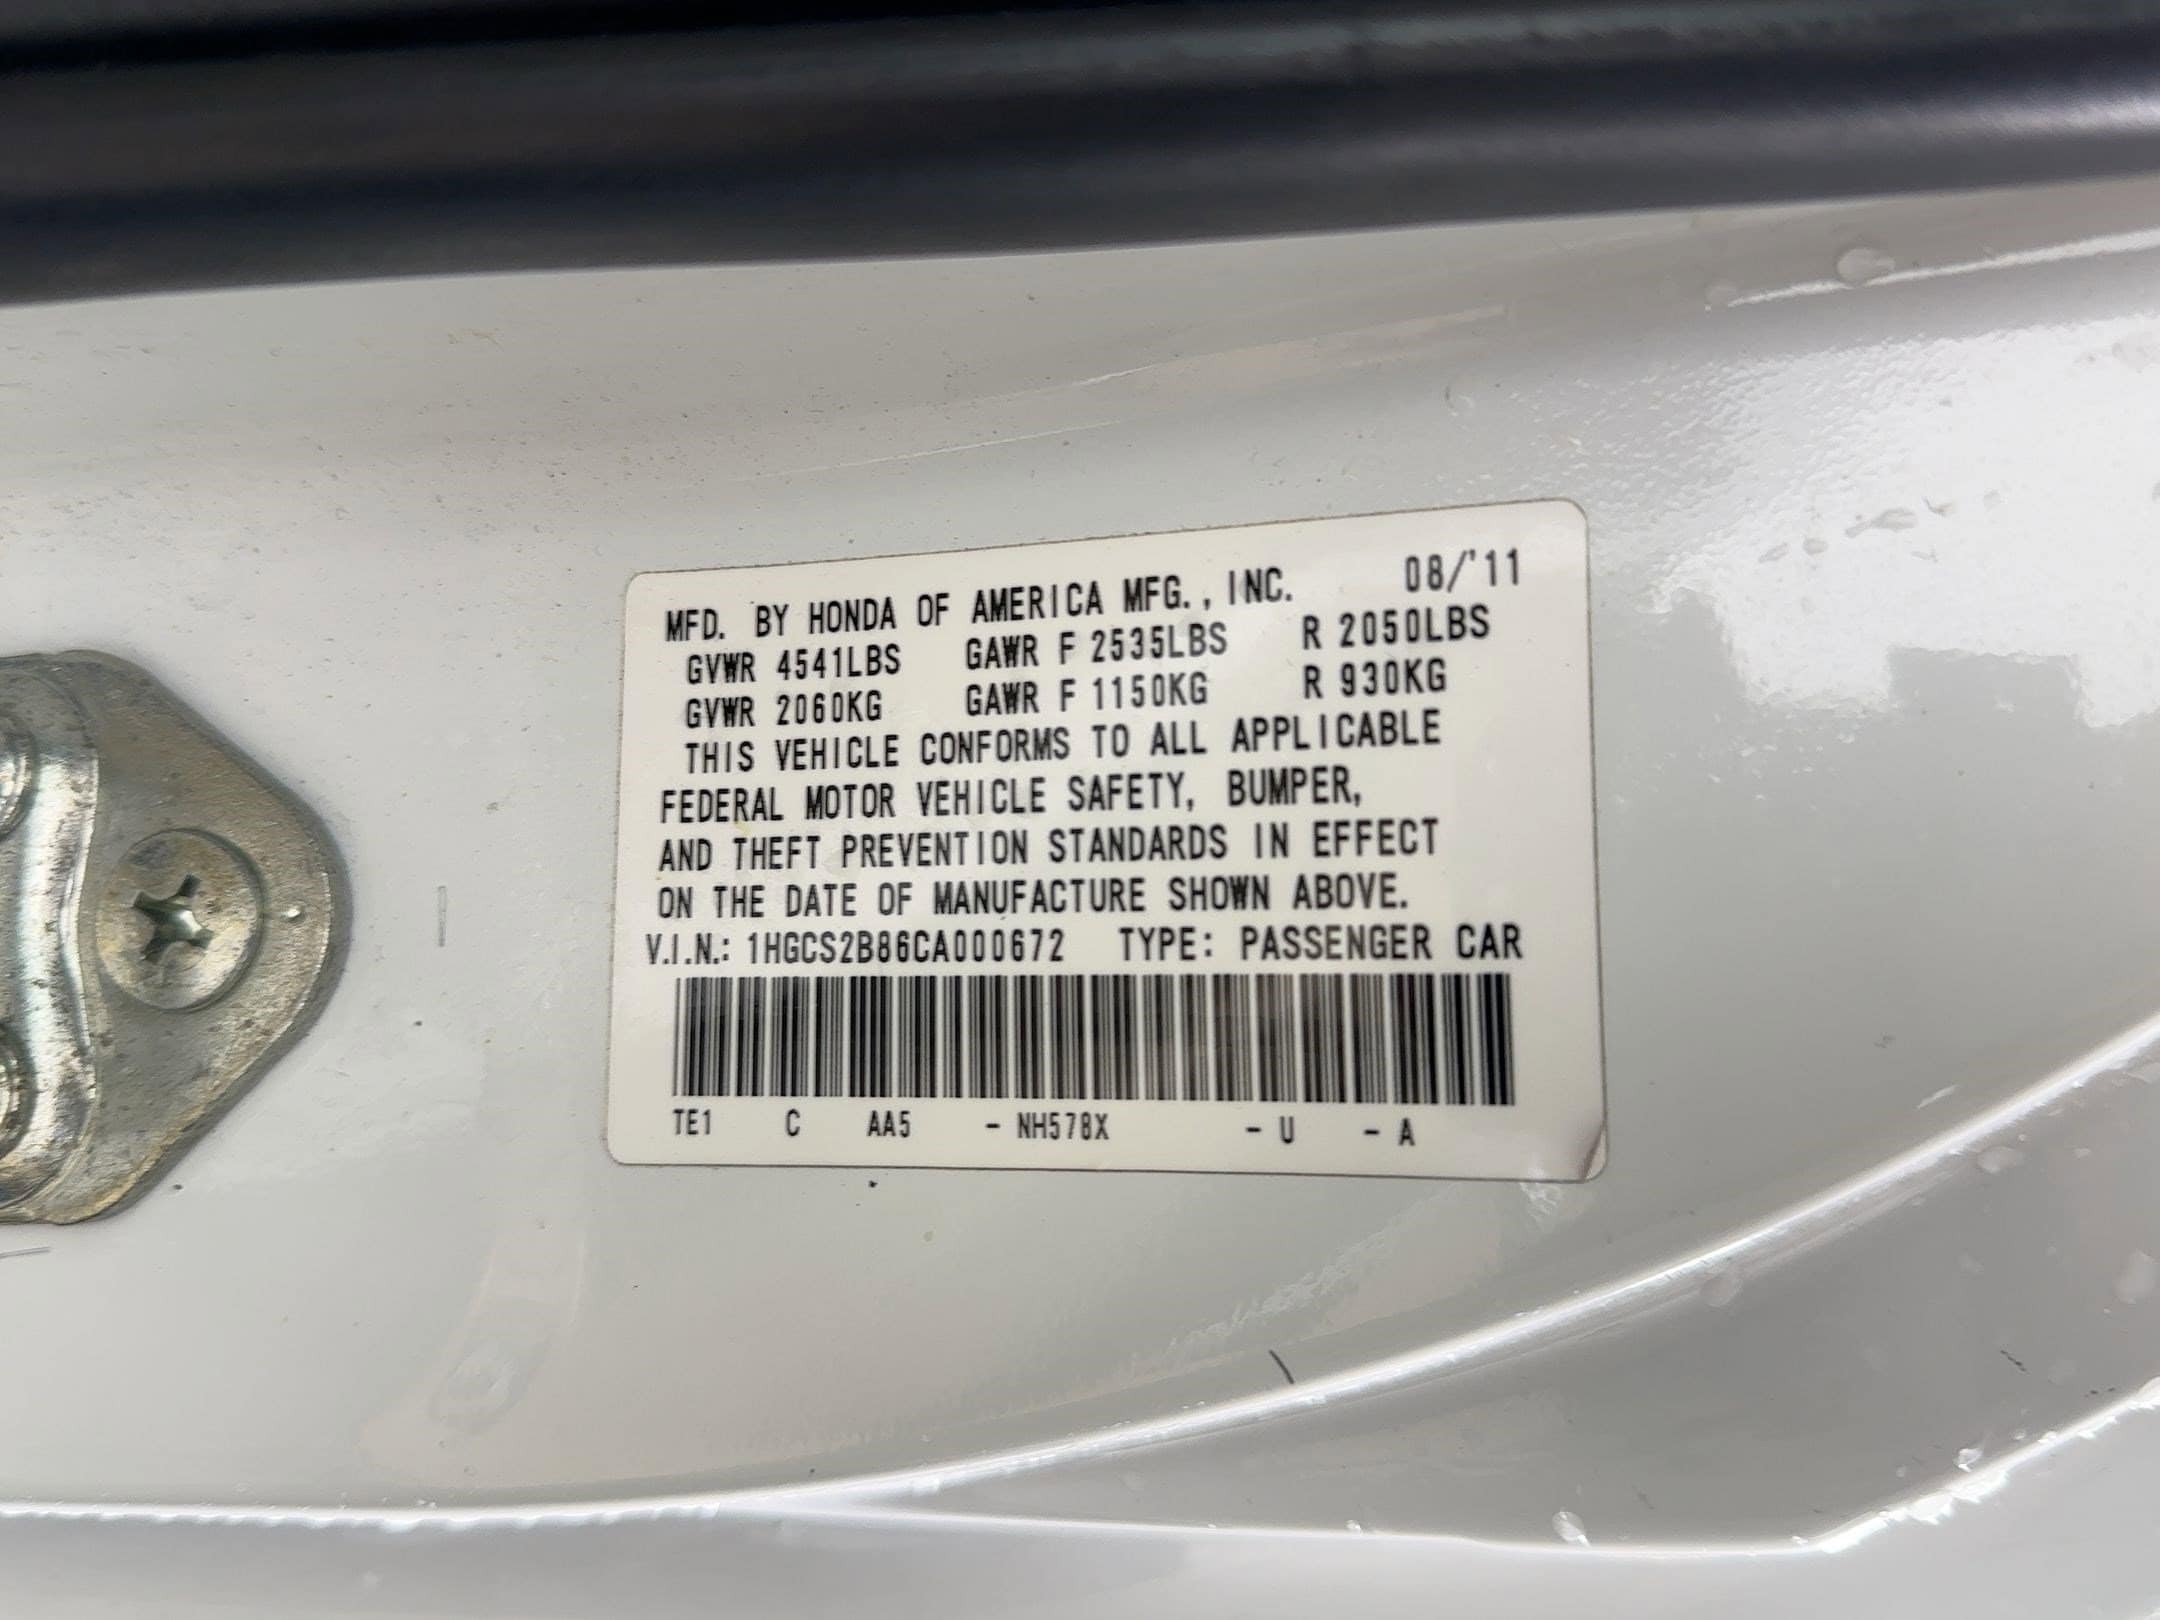 MFD. BY HONDA OF AMERICA MFG., INC. 08/'11
GVWR 4541LBS GAWR F 2535LBS R 2050LBS
GVWR 2060KG GAWR F 1150KG R 930KG
THIS VEHICLE CONFORMS TO ALL APPLICABLE
FEDERAL MOTOR VEHICLE SAFETY, BUMPER,
AND THEFT PREVENTION STANDARDS IN EFFECT
ON THE DATE OF MANUFACTURE SHOWN ABOVE.
V.I.N.: 1HGCS2B86CA000672 TYPE: PASSENGER CAR
TE1 C AA5 - NH578X - U - A